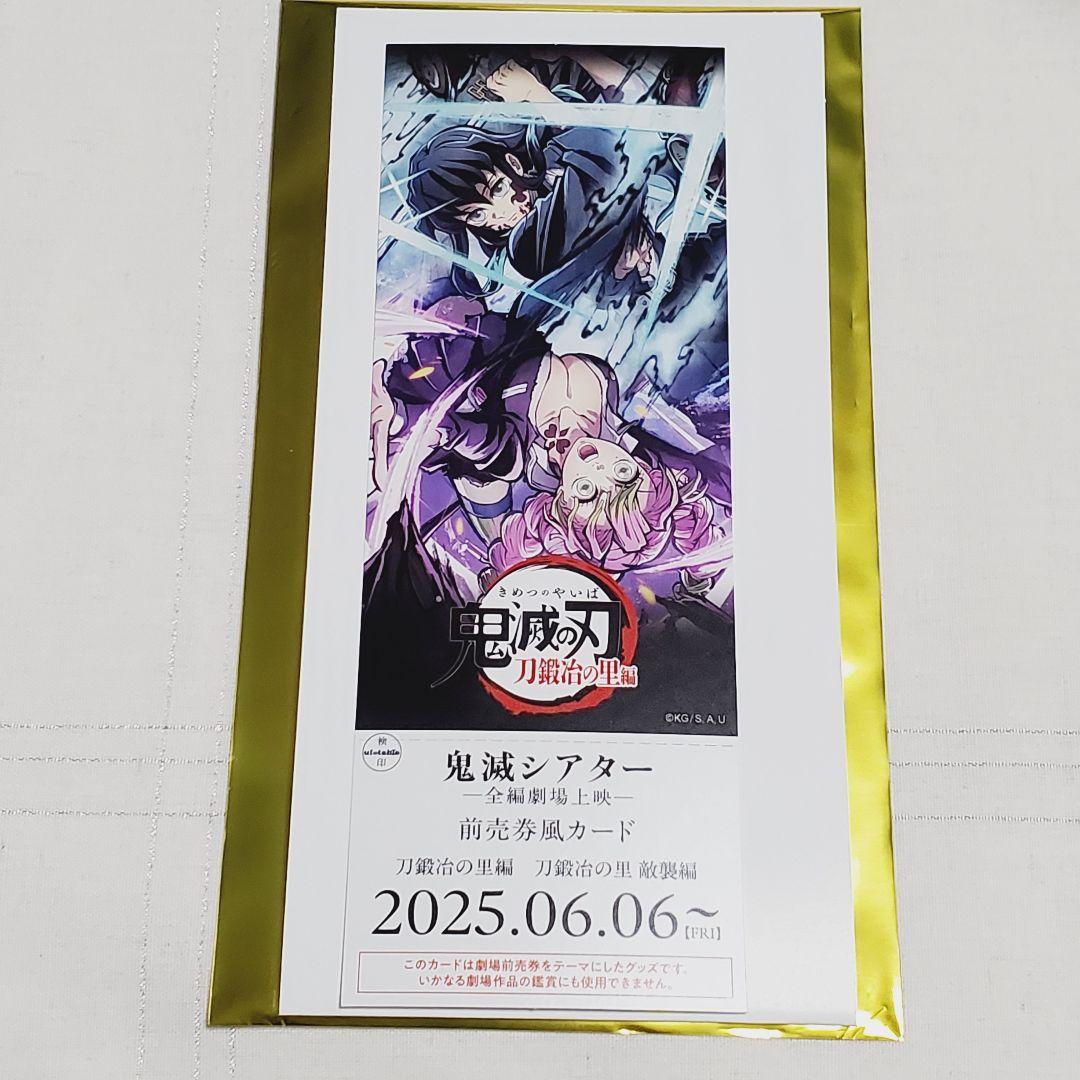 きめつのやいば
鬼滅の刃
刀鍛冶の里編
©KG/S,A,U
検
ufotable
印
鬼滅シアター
―全編劇場上映―
前売券風カード
刀鍛冶の里編　刀鍛冶の里 敵襲編
2025.06.06~【FRI】
このカードは劇場前売券をテーマにしたグッズです。
いかなる劇場作品の鑑賞にも使用できません。